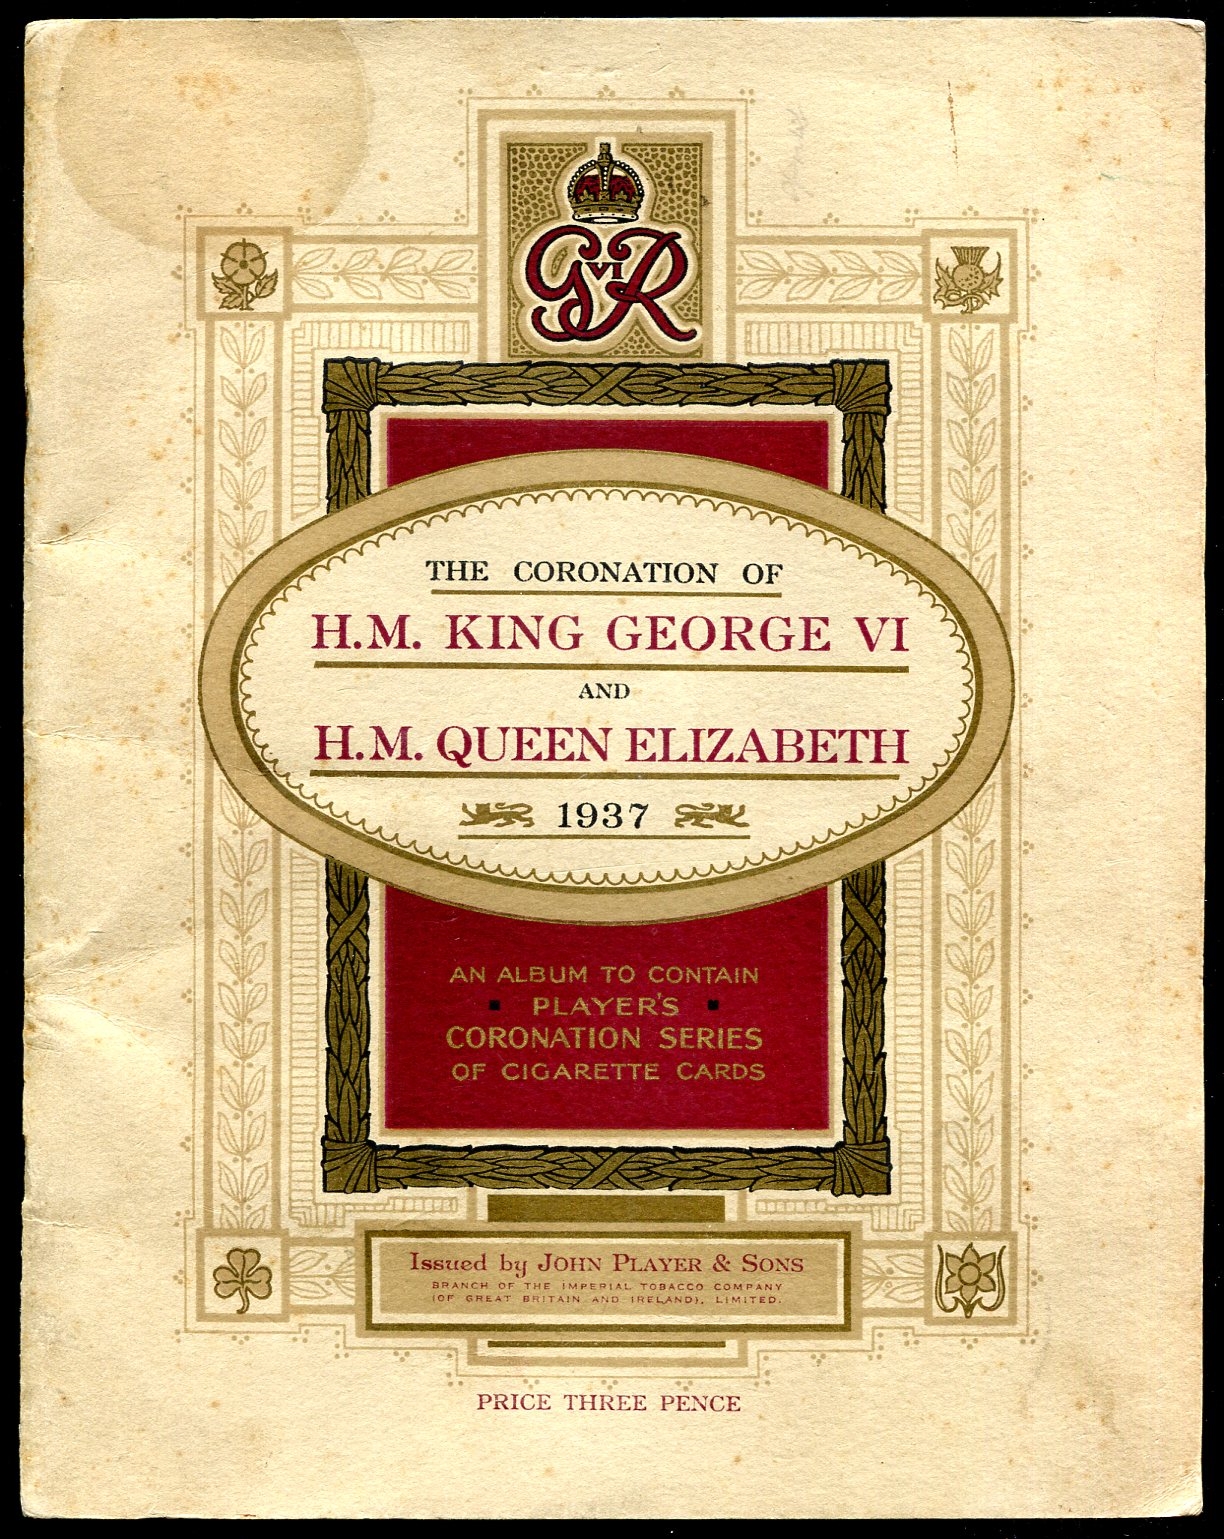 G VI R
THE CORONATION OF
H.M. KING GEORGE VI
AND
H.M. QUEEN ELIZABETH
1937
AN ALBUM TO CONTAIN
PLAYER'S
CORONATION SERIES
OF CIGARETTE CARDS
Issued by JOHN PLAYER & SONS
BRANCH OF THE IMPERIAL TOBACCO COMPANY
(OF GREAT BRITAIN AND IRELAND), LIMITED.
PRICE THREE PENCE